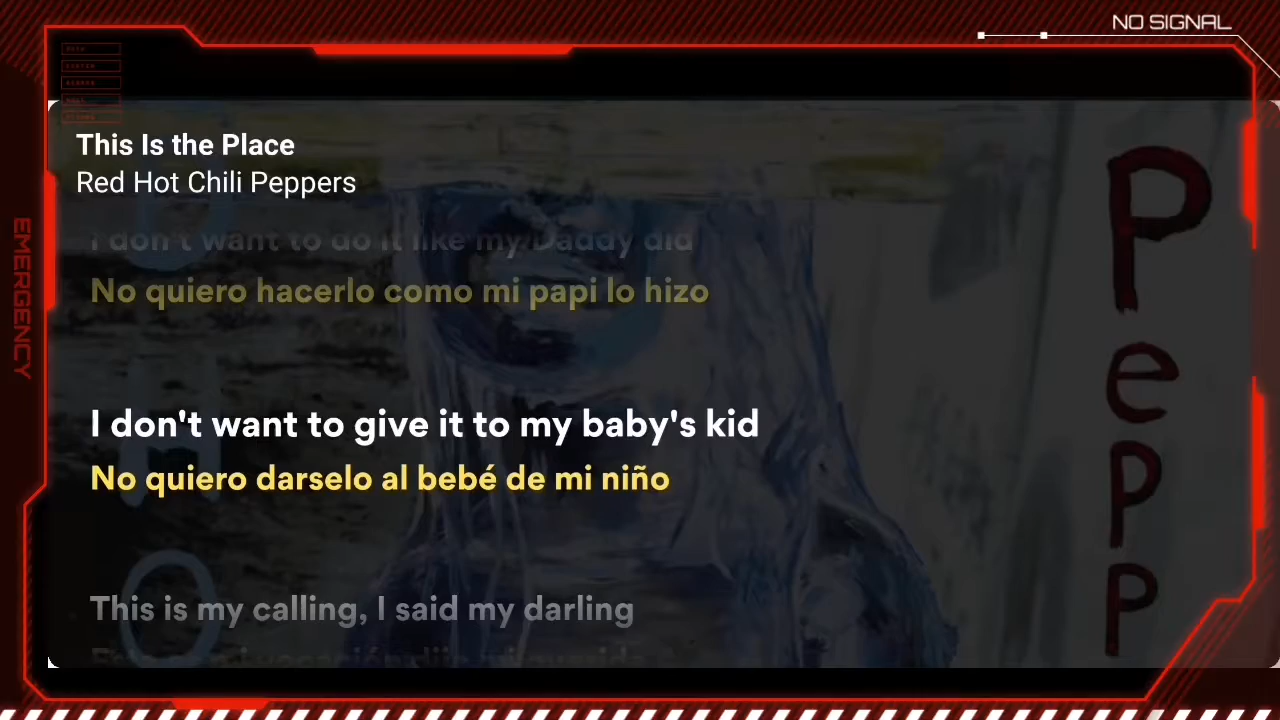 NO SIGNAL
This Is the Place
Red Hot Chili Peppers
I don't want to do it like my Daddy did
No quiero hacerlo como mi papi lo hizo
I don't want to give it to my baby's kid
No quiero darselo al bebé de mi niño
This is my calling, I said my darling
EMERGENCY
Pepp